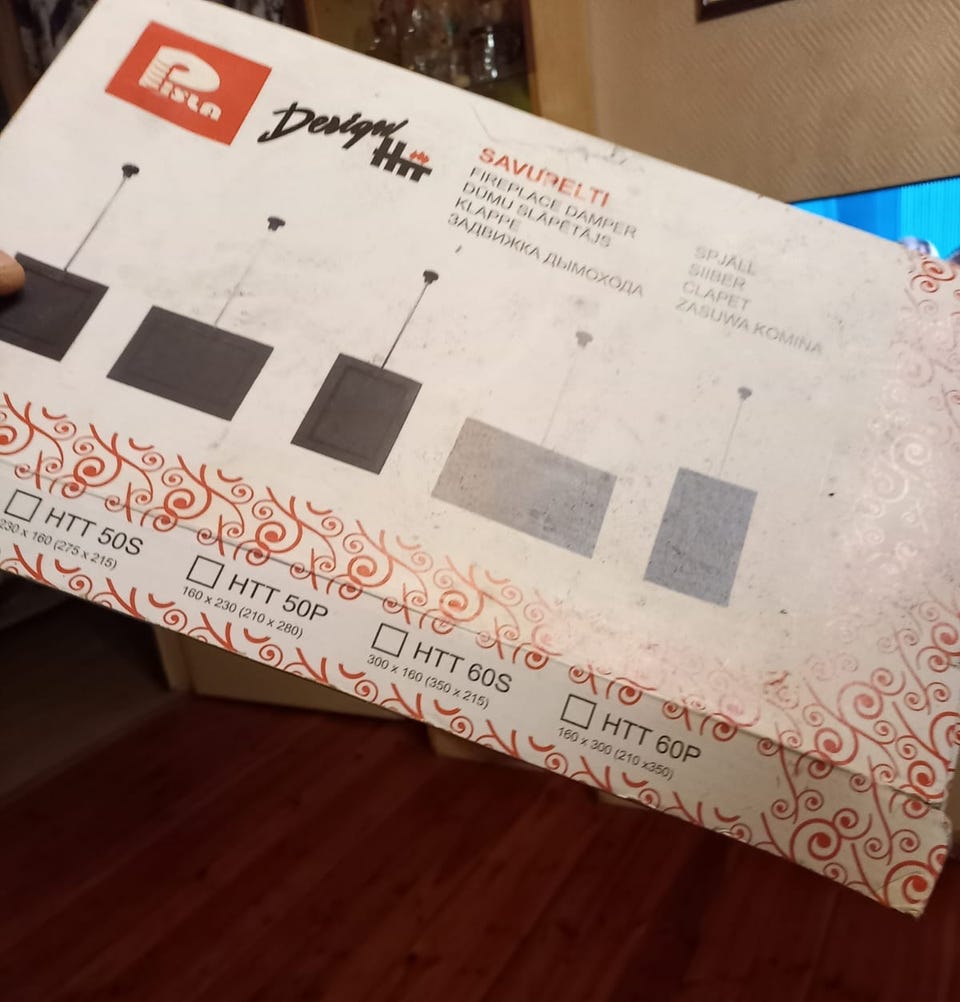 PISLA
Design
HTT
SAVUPELTI
FIREPLACE DAMPER
DŪMU SLĀPĒTĀJS
KLAPPE
ЗАДВИЖКА ДЫМОХОДА
SPJÄLL
SIIBER
CLAPET
ZASUWA KOMINA
HTT 50S
230 x 160 (275 x 215)
HTT 50P
160 x 230 (210 x 280)
HTT 60S
300 x 160 (350 x 215)
HTT 60P
160 x 300 (210 x350)